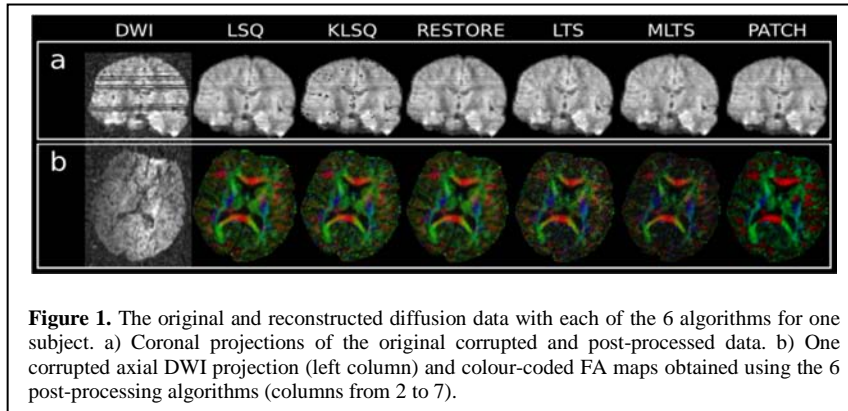 DWI LSQ KLSQ RESTORE LTS MLTS PATCH
a
b
Figure 1. The original and reconstructed diffusion data with each of the 6 algorithms for one
subject. a) Coronal projections of the original corrupted and post-processed data. b) One
corrupted axial DWI projection (left column) and colour-coded FA maps obtained using the 6
post-processing algorithms (columns from 2 to 7).